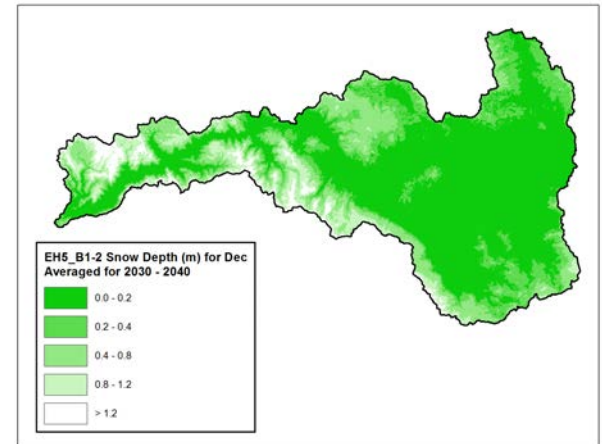 EH5_B1-2 Snow Depth (m) for Dec
Averaged for 2030 - 2040
0.0 - 0.2
0.2 - 0.4
0.4 - 0.8
0.8 - 1.2
> 1.2